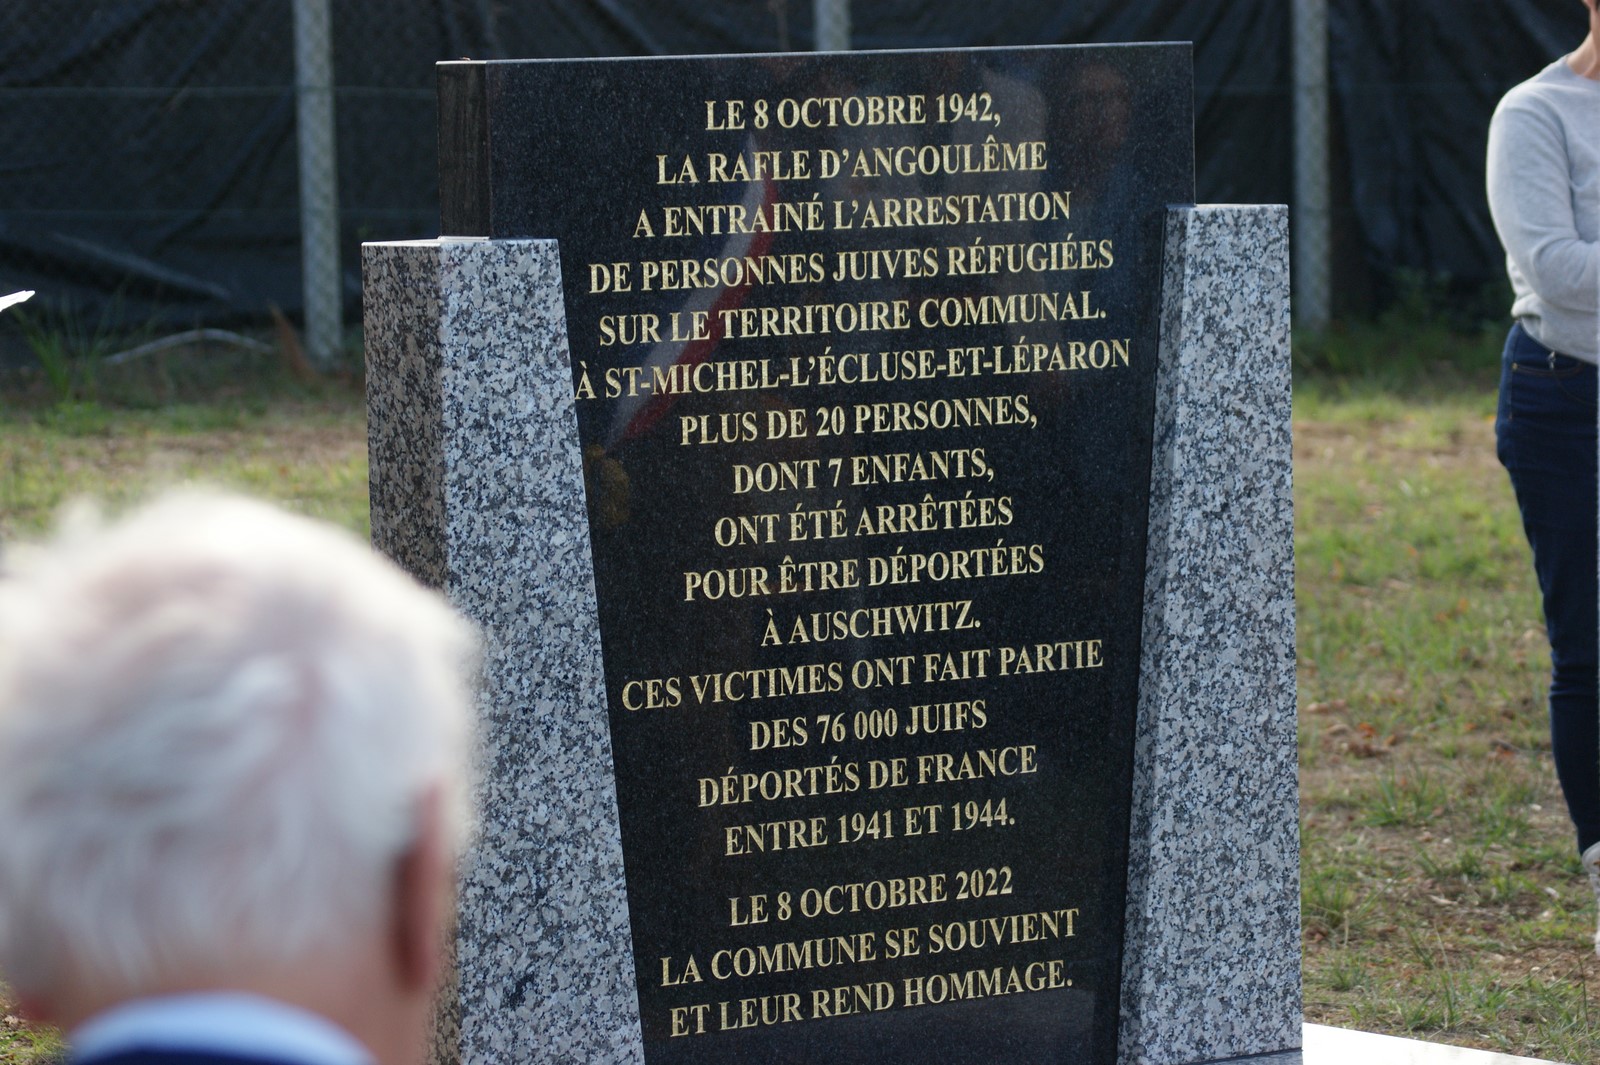 LE 8 OCTOBRE 1942,
LA RAFLE D'ANGOULÊME
A ENTRAINÉ L'ARRESTATION
DE PERSONNES JUIVES RÉFUGIÉES
SUR LE TERRITOIRE COMMUNAL.
À ST-MICHEL-L'ÉCLUSE-ET-LÉPARON
PLUS DE 20 PERSONNES,
DONT 7 ENFANTS,
ONT ÉTÉ ARRÊTÉES
POUR ÊTRE DÉPORTÉES
À AUSCHWITZ.
CES VICTIMES ONT FAIT PARTIE
DES 76 000 JUIFS
DÉPORTÉS DE FRANCE
ENTRE 1941 ET 1944.
LE 8 OCTOBRE 2022
LA COMMUNE SE SOUVIENT
ET LEUR REND HOMMAGE.